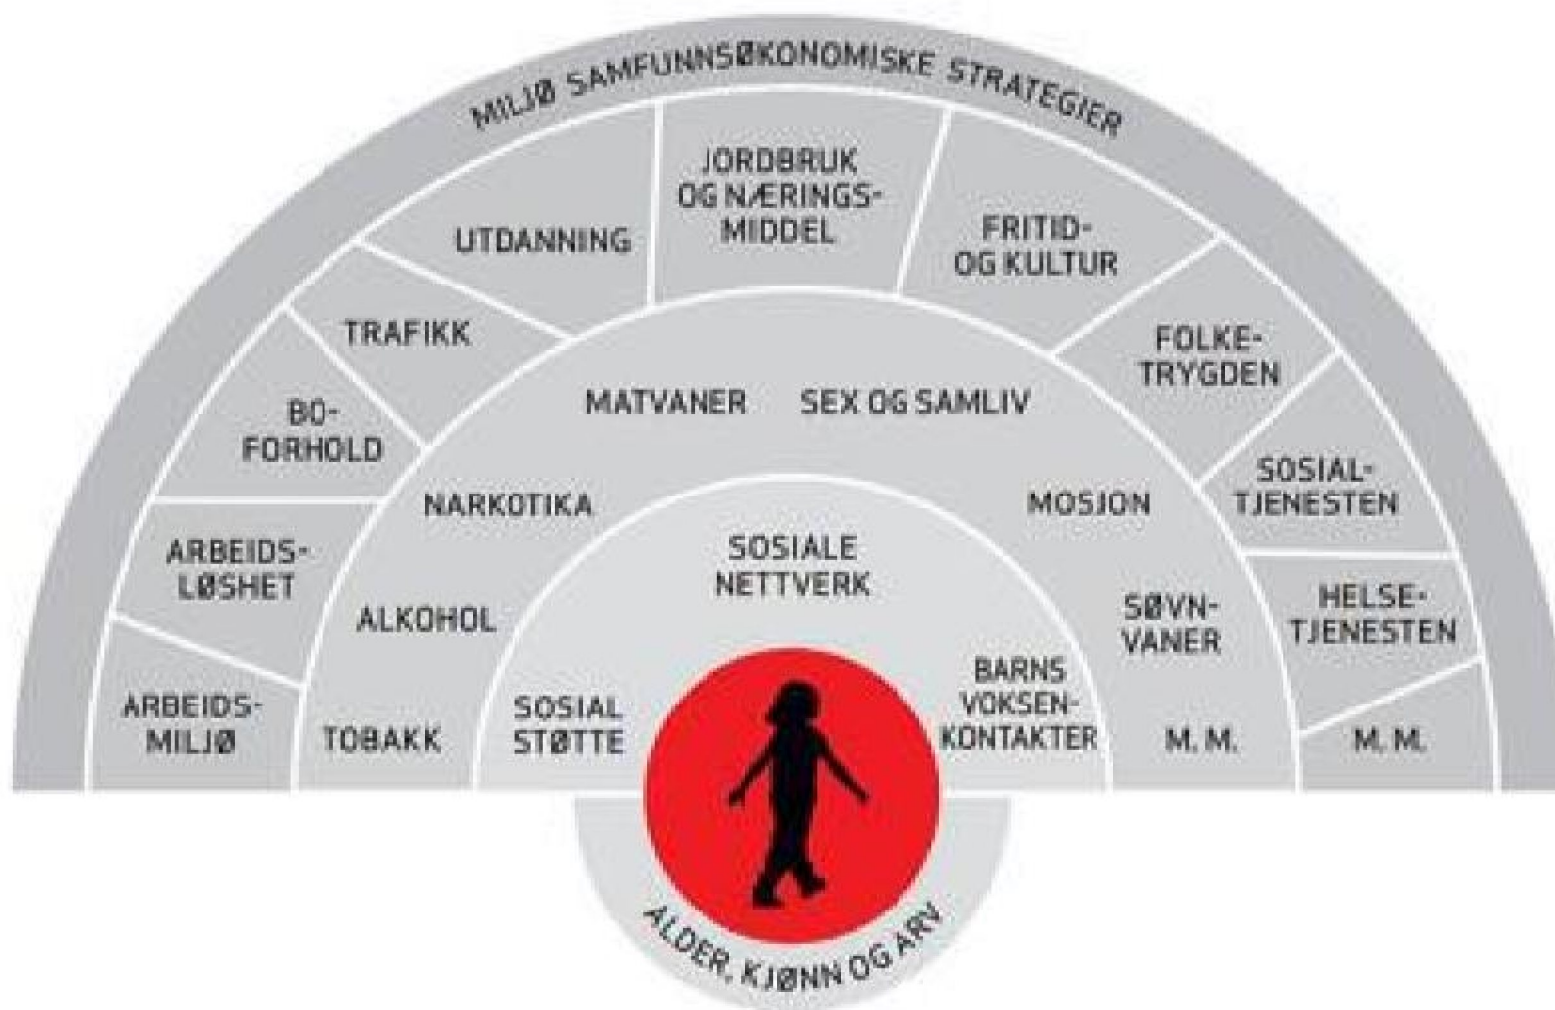 MILJØ SAMFUNNSØKONOMISKE STRATEGIER
JORDBRUK
OG NÆRINGS-
MIDDEL
UTDANNING
FRITID-
OG KULTUR
TRAFIKK
FOLKE-
TRYGDEN
BO-
FORHOLD
SOSIAL-
TJENESTEN
ARBEIDS-
LØSHET
HELSE-
TJENESTEN
ARBEIDS-
MILJØ
M. M.
MATVANER
SEX OG SAMLIV
NARKOTIKA
MOSJON
ALKOHOL
SØVN-
VANER
TOBAKK
M. M.
SOSIALE
NETTVERK
SOSIAL
STØTTE
BARNS
VOKSEN-
KONTAKTER
ALDER, KJØNN OG ARV